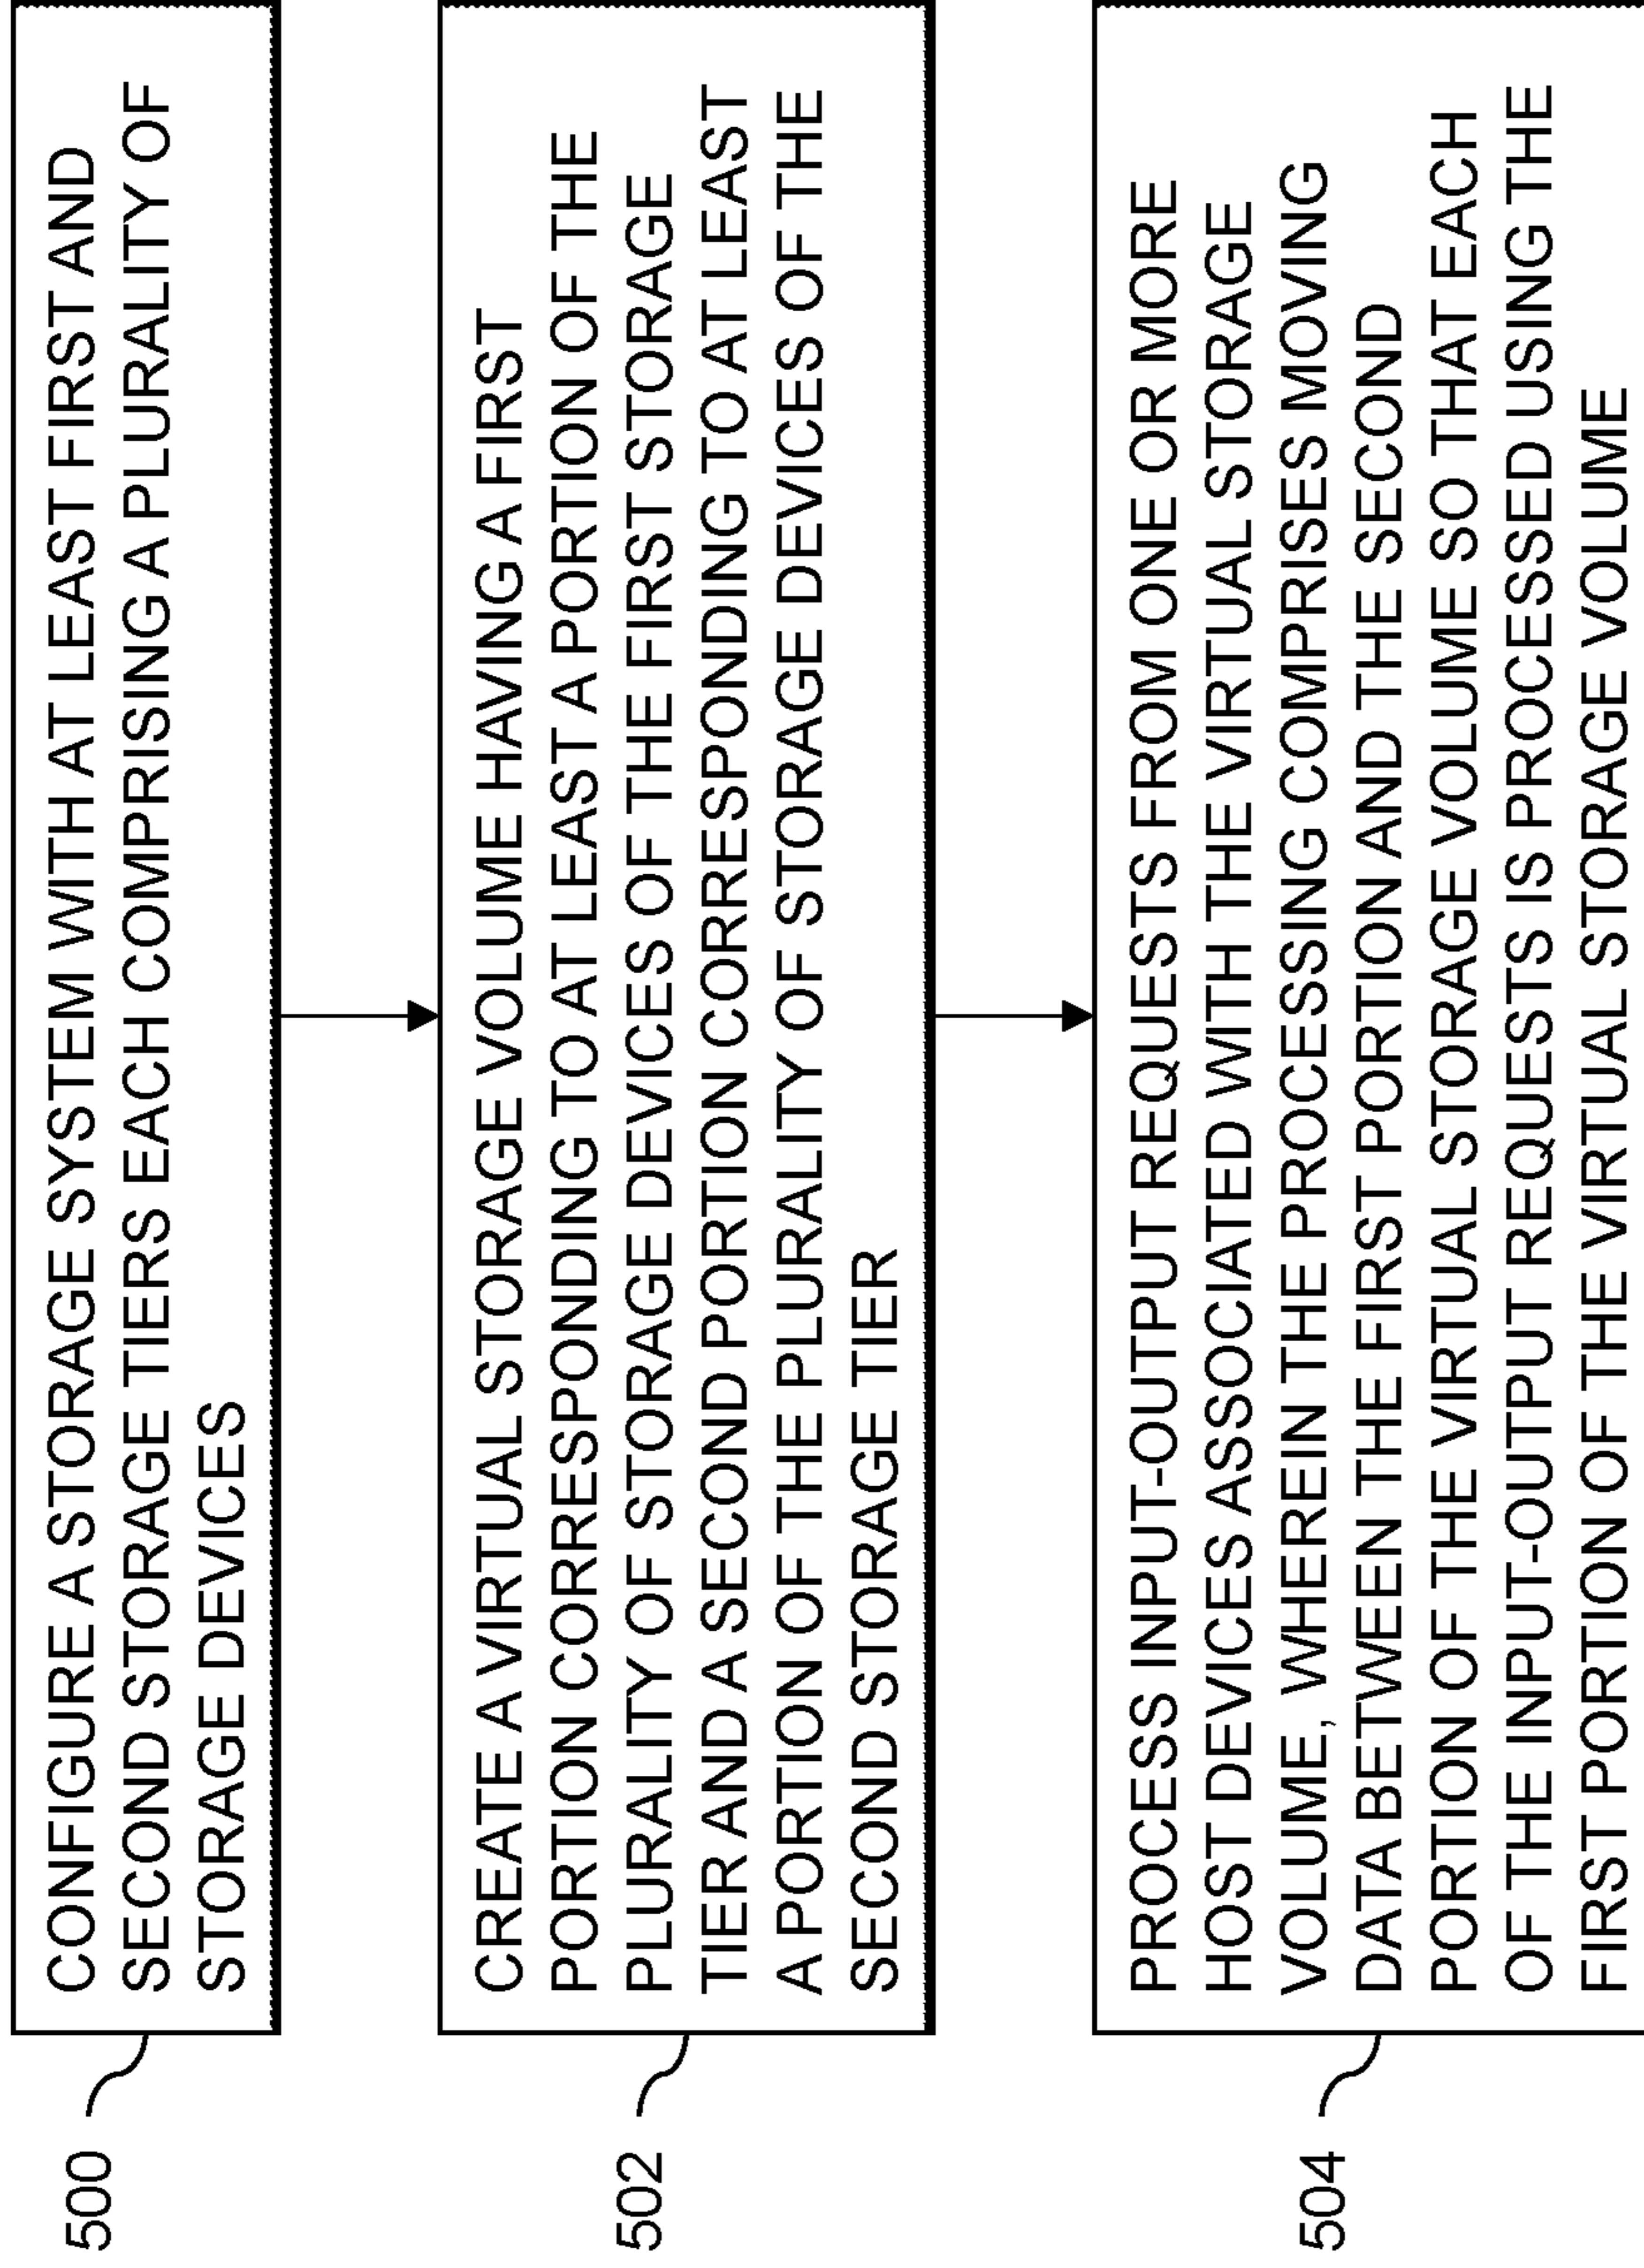 500
CONFIGURE A STORAGE SYSTEM WITH AT LEAST FIRST AND
SECOND STORAGE TIERS EACH COMPRISING A PLURALITY OF
STORAGE DEVICES
502
CREATE A VIRTUAL STORAGE VOLUME HAVING A FIRST
PORTION CORRESPONDING TO AT LEAST A PORTION OF THE
PLURALITY OF STORAGE DEVICES OF THE FIRST STORAGE
TIER AND A SECOND PORTION CORRESPONDING TO AT LEAST
A PORTION OF THE PLURALITY OF STORAGE DEVICES OF THE
SECOND STORAGE TIER
504
PROCESS INPUT-OUTPUT REQUESTS FROM ONE OR MORE
HOST DEVICES ASSOCIATED WITH THE VIRTUAL STORAGE
VOLUME, WHEREIN THE PROCESSING COMPRISES MOVING
DATA BETWEEN THE FIRST PORTION AND THE SECOND
PORTION OF THE VIRTUAL STORAGE VOLUME SO THAT EACH
OF THE INPUT-OUTPUT REQUESTS IS PROCESSED USING THE
FIRST PORTION OF THE VIRTUAL STORAGE VOLUME